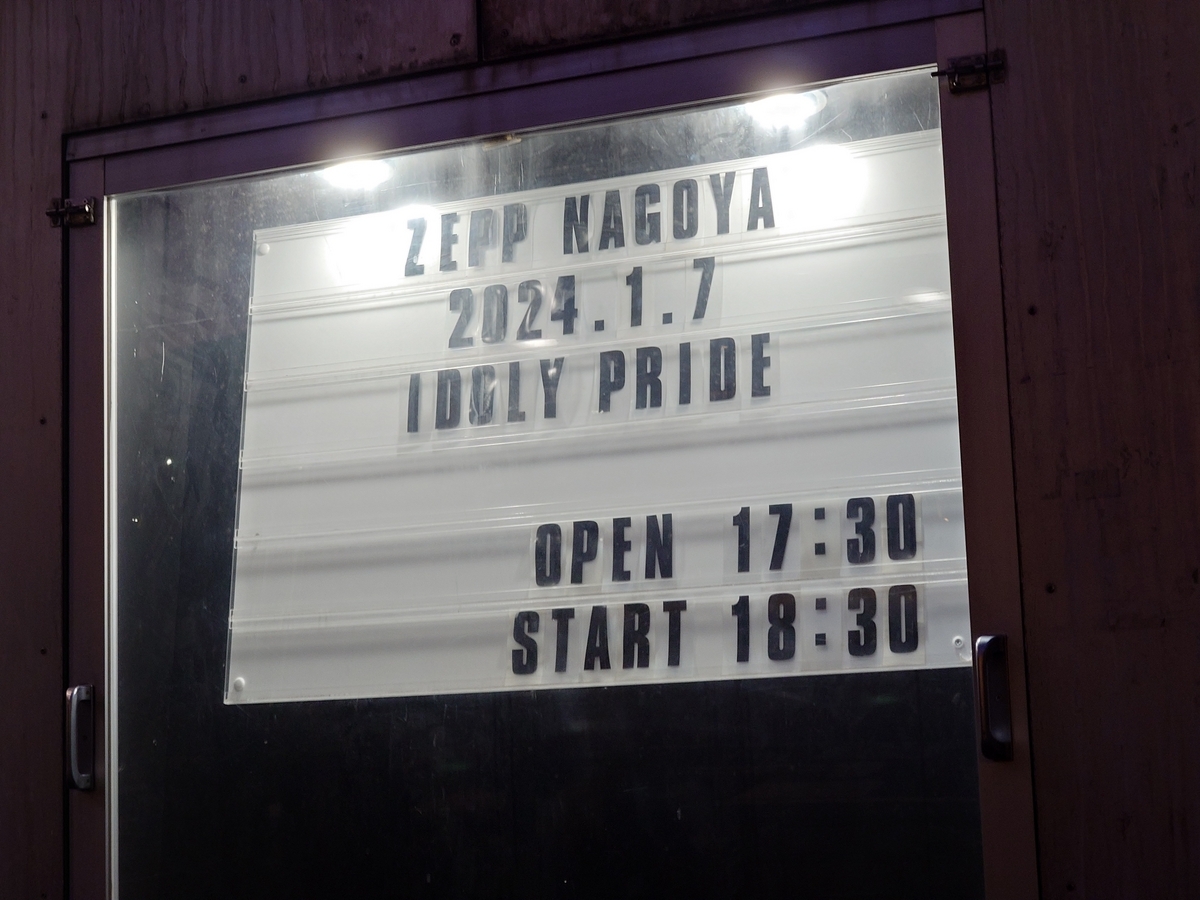 ZEPP NAGOYA
2024.1.7
IDOLY PRIDE
OPEN 17:30
START 18:30